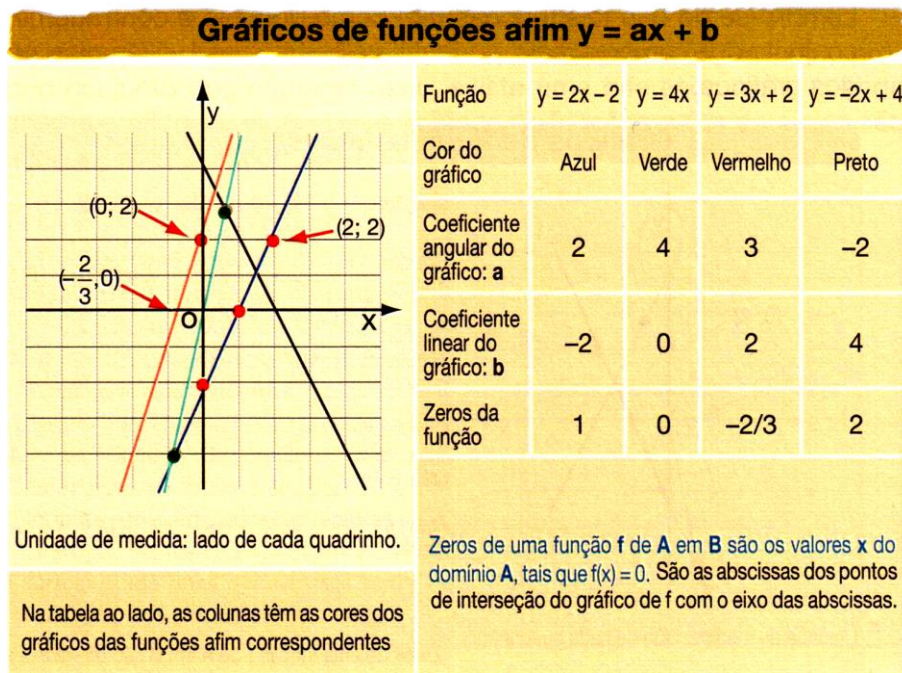 Gráficos de funções afim y = ax + b
y
(0; 2)
(2; 2)
(–2/3,0)
O
X
Unidade de medida: lado de cada quadrinho.
Na tabela ao lado, as colunas têm as cores dos
gráficos das funções afim correspondentes
Função y = 2x – 2 y = 4x y = 3x + 2 y = –2x + 4
Cor do
gráfico Azul Verde Vermelho Preto
Coeficiente
angular do
gráfico: a 2 4 3 –2
Coeficiente
linear do
gráfico: b –2 0 2 4
Zeros da
função 1 0 –2/3 2
Zeros de uma função f de A em B são os valores x do
domínio A, tais que f(x) = 0. São as abscissas dos pontos
de interseção do gráfico de f com o eixo das abscissas.